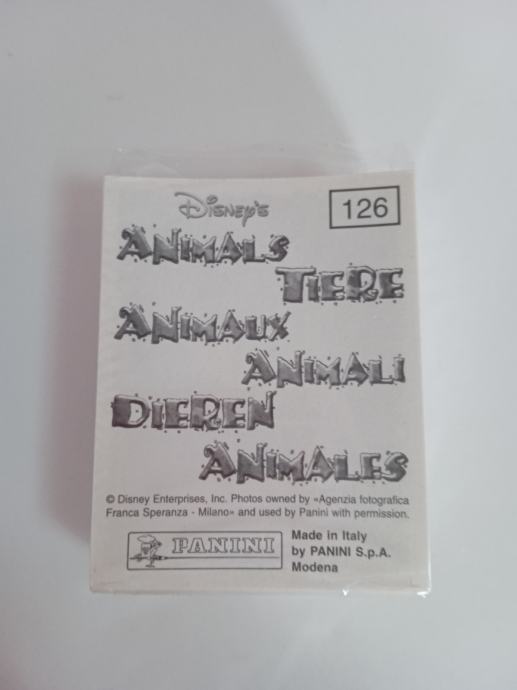 Disney's
126
ANIMALS
TIERE
ANIMAUX
ANIMALI
DIEREN
ANIMALES
© Disney Enterprises, Inc. Photos owned by «Agenzia fotografica
Franca Speranza - Milano» and used by Panini with permission.
PANINI
Made in Italy
by PANINI S.p.A.
Modena